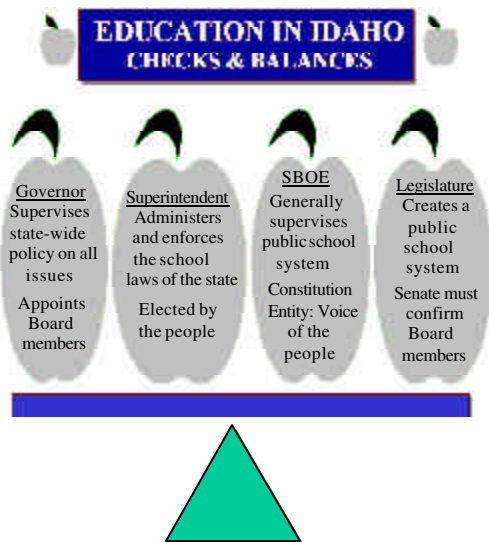 EDUCATION IN IDAHO
CHECKS & BALANCES
Governor
Supervises
state-wide
policy on all
issues
Appoints
Board
members
Superintendent
Administers
and enforces
the school
laws of the state
Elected by
the people
SBOE
Generally
supervises
public school
system
Constitution
Entity: Voice
of the
people
Legislature
Creates a
public
school
system
Senate must
confirm
Board
members